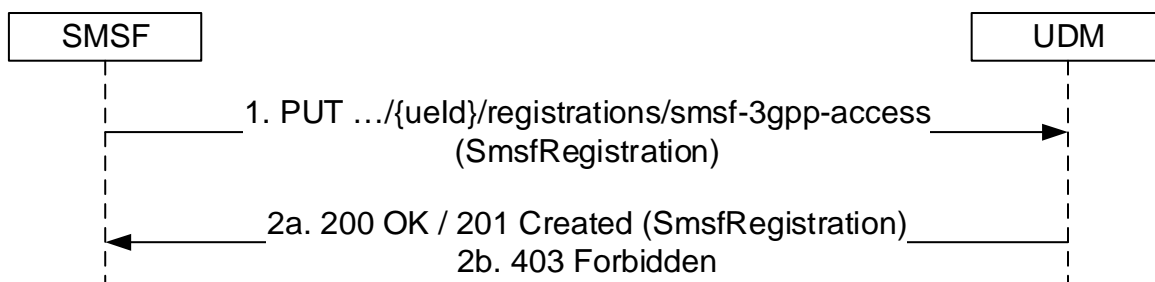 SMSF
UDM
1. PUT …/{ueId}/registrations/smsf-3gpp-access
(SmsfRegistration)
2a. 200 OK / 201 Created (SmsfRegistration)
2b. 403 Forbidden